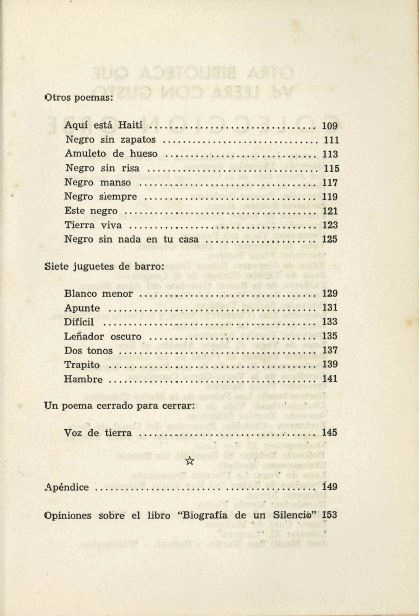 Otros poemas:
Aquí está Haití ................................ 109
Negro sin zapatos ............................. 111
Amuleto de hueso ............................. 113
Negro sin risa ................................. 115
Negro manso .................................. 117
Negro siempre ................................ 119
Este negro .................................... 121
Tierra viva .................................... 123
Negro sin nada en tu casa ..................... 125
Siete juguetes de barro:
Blanco menor ................................. 129
Apunte ....................................... 131
Difícil ......................................... 133
Leñador oscuro ................................ 135
Dos tonos .................................... 137
Trapito ....................................... 139
Hambre ...................................... 141
Un poema cerrado para cerrar:
Voz de tierra .................................. 145
☆
Apéndice ......................................... 149
Opiniones sobre el libro "Biografía de un Silencio" 153